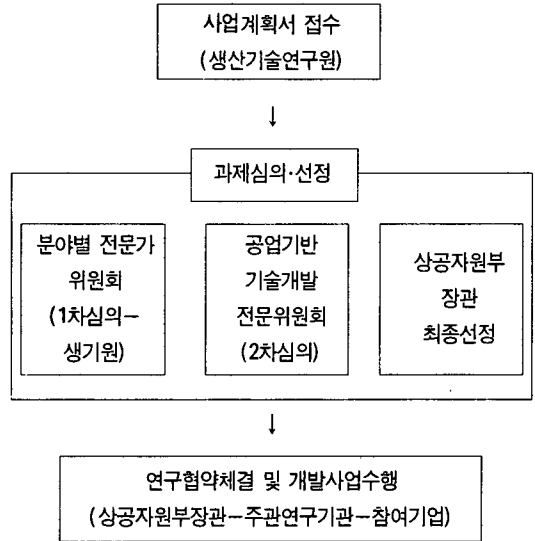 사업계획서 접수
(생산기술연구원)
↓
과제심의·선정
분야별 전문가
위원회
(1차심의-
생기원)
공업기반
기술개발
전문위원회
(2차심의)
상공자원부
장관
최종선정
↓
연구협약체결 및 개발사업수행
(상공자원부장관-주관연구기관-참여기업)